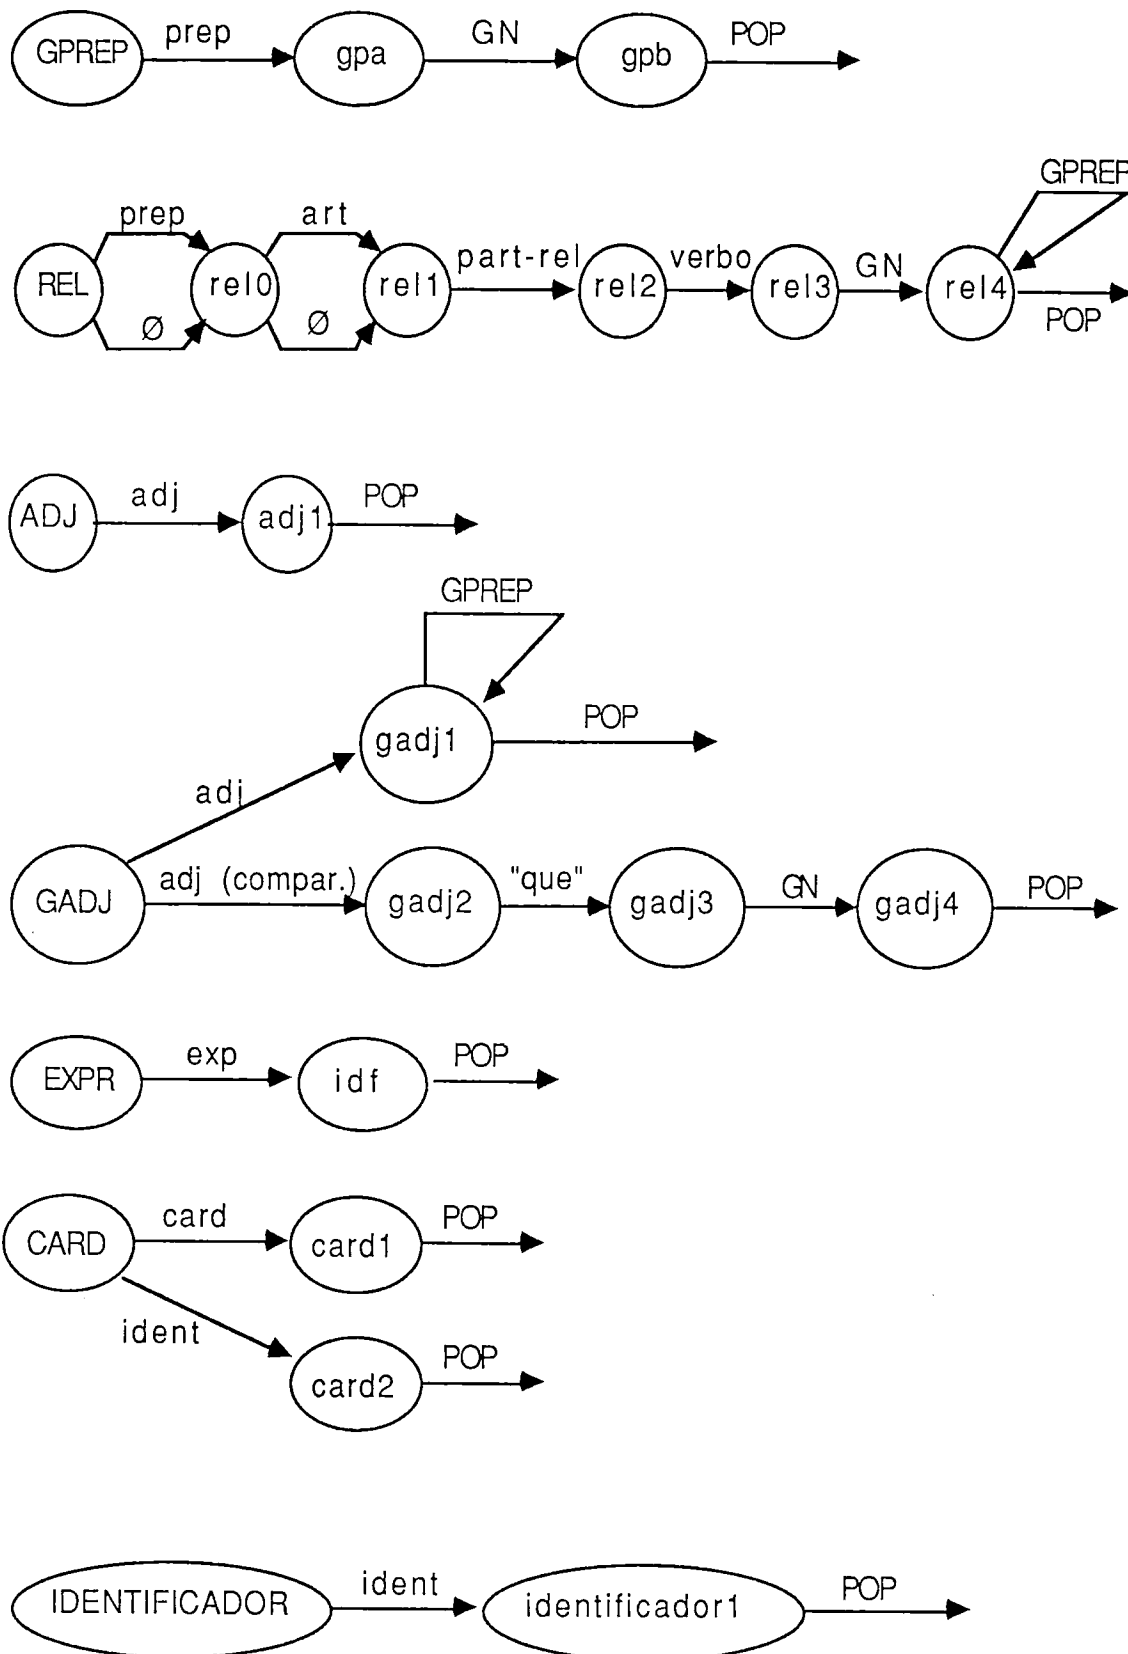 prep GN POP
GPREP gpa gpb
GPREP
prep art
part-rel verbo GN
REL rel0 rel1 rel2 rel3 rel4
Ø Ø POP
adj POP
ADJ adj1
GPREP
POP
gadj1
adj
adj (compar.) "que" GN POP
GADJ gadj2 gadj3 gadj4
exp POP
EXPR idf
card POP
CARD card1
ident
POP
card2
ident POP
IDENTIFICADOR identificador1